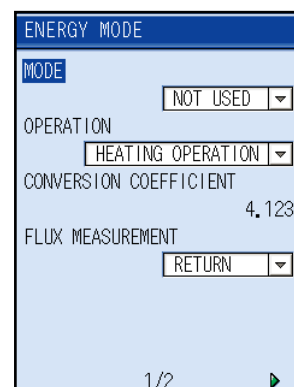 ENERGY MODE
MODE
NOT USED
OPERATION
HEATING OPERATION
CONVERSION COEFFICIENT
4.123
FLUX MEASUREMENT
RETURN
1/2